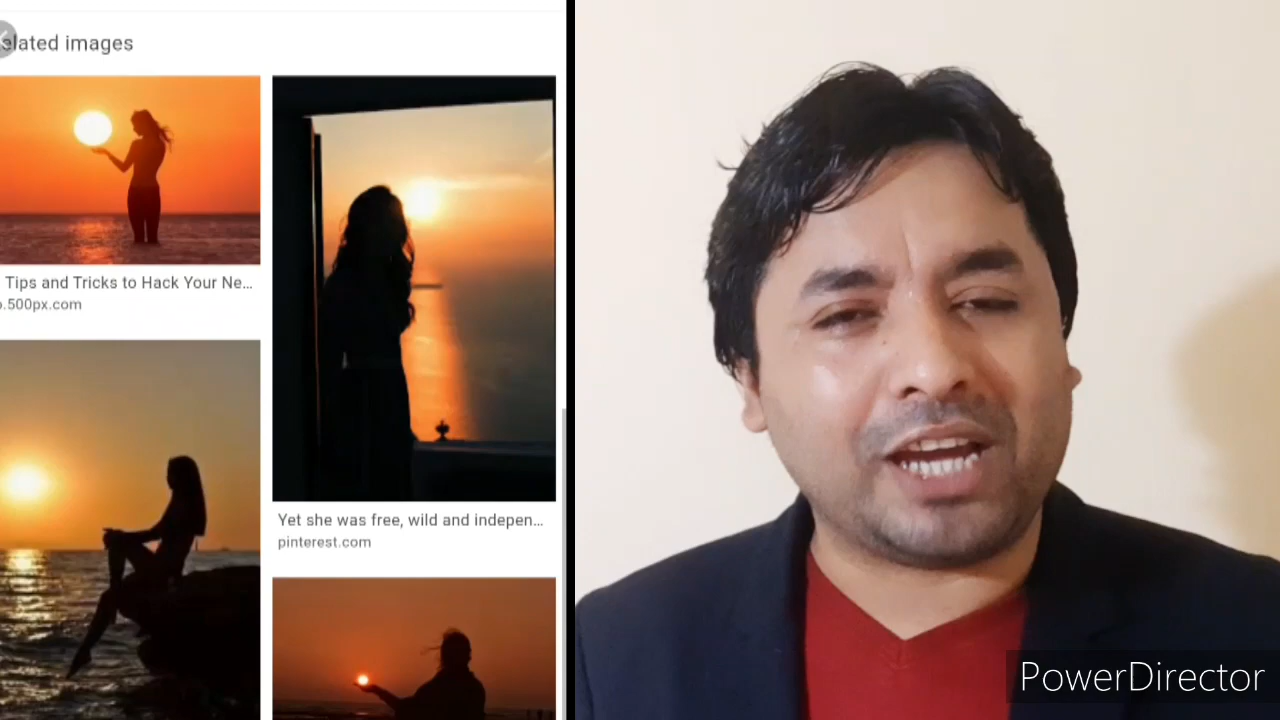 elated images
Tips and Tricks to Hack Your Ne...
.500px.com
Yet she was free, wild and indepen...
pinterest.com
PowerDirector